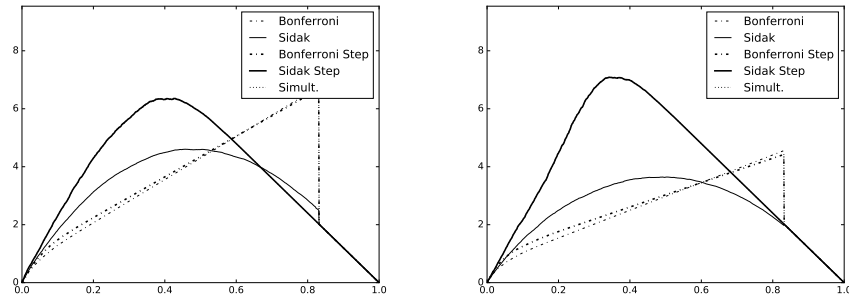 Bonferroni
Sidak
Bonferroni Step
Sidak Step
Simult.
8
6
4
2
0
0.0 0.2 0.4 0.6 0.8 1.0
Bonferroni
Sidak
Bonferroni Step
Sidak Step
Simult.
8
6
4
2
0
0.0 0.2 0.4 0.6 0.8 1.0